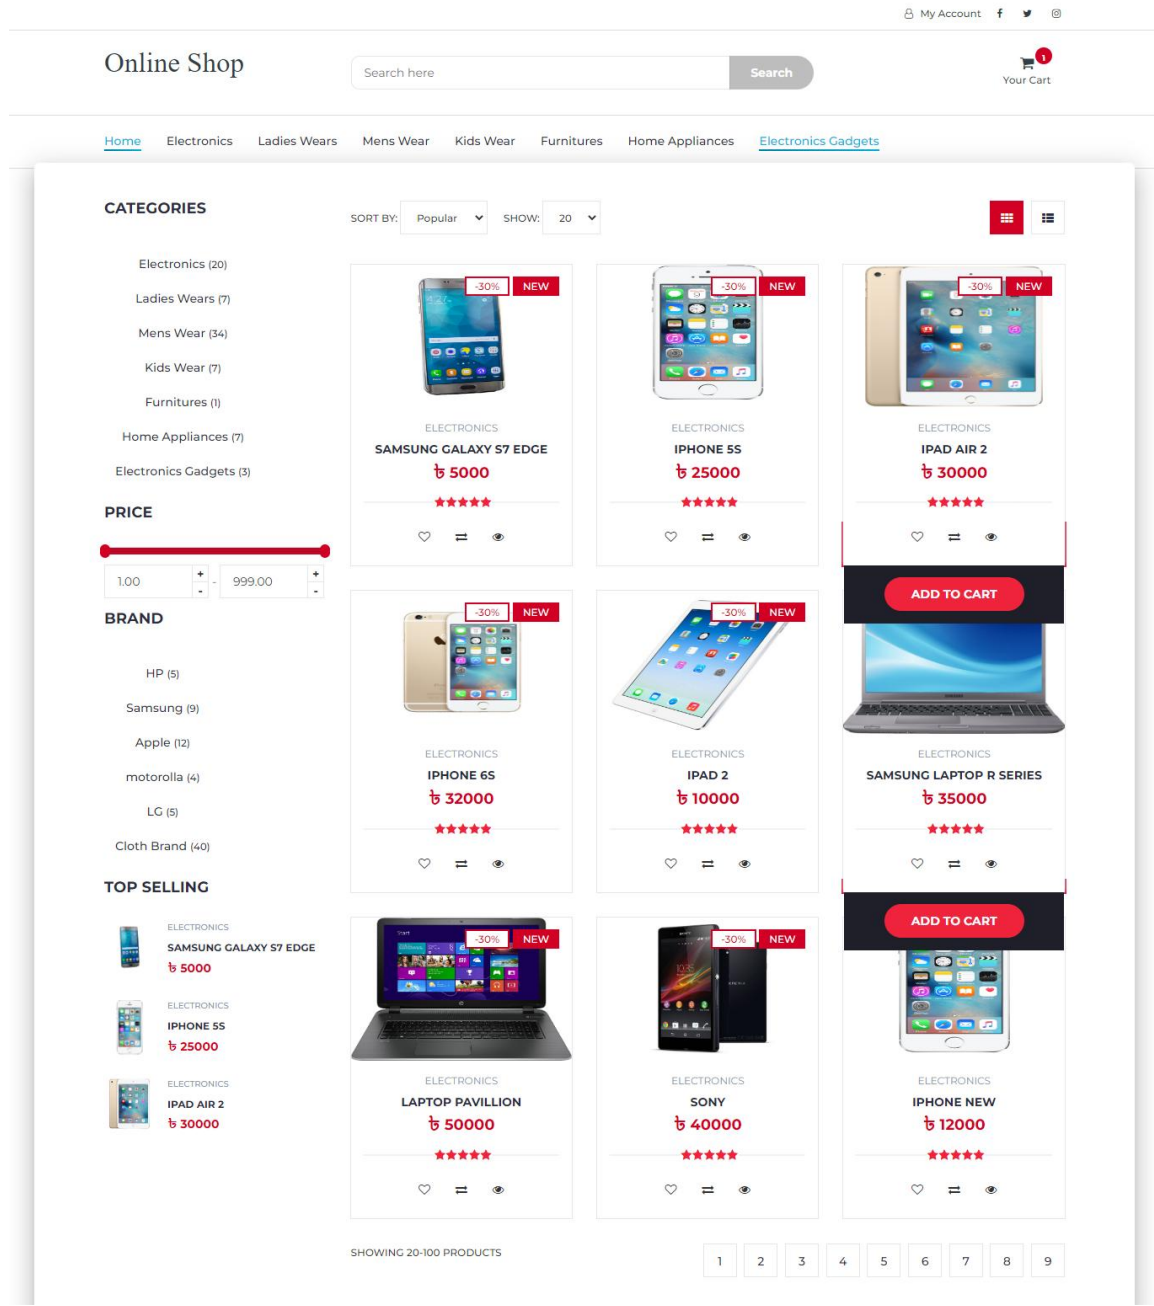 My Account
Online Shop
Search here
Search
1
Your Cart
Home
Electronics
Ladies Wears
Mens Wear
Kids Wear
Furnitures
Home Appliances
Electronics Gadgets
CATEGORIES
Electronics (20)
Ladies Wears (7)
Mens Wear (34)
Kids Wear (7)
Furnitures (1)
Home Appliances (7)
Electronics Gadgets (3)
PRICE
1.00
+
-
-
999.00
+
-
BRAND
HP (5)
Samsung (9)
Apple (12)
motorolla (4)
LG (5)
Cloth Brand (40)
TOP SELLING
ELECTRONICS
SAMSUNG GALAXY S7 EDGE
৳ 5000
ELECTRONICS
IPHONE 5S
৳ 25000
ELECTRONICS
IPAD AIR 2
৳ 30000
SORT BY:
Popular
SHOW:
20
-30%
NEW
ELECTRONICS
SAMSUNG GALAXY S7 EDGE
৳ 5000
-30%
NEW
ELECTRONICS
IPHONE 5S
৳ 25000
-30%
NEW
ELECTRONICS
IPAD AIR 2
৳ 30000
ADD TO CART
-30%
NEW
ELECTRONICS
IPHONE 6S
৳ 32000
-30%
NEW
ELECTRONICS
IPAD 2
৳ 10000
ELECTRONICS
SAMSUNG LAPTOP R SERIES
৳ 35000
ADD TO CART
Start
-30%
NEW
ELECTRONICS
LAPTOP PAVILLION
৳ 50000
-30%
NEW
ELECTRONICS
SONY
৳ 40000
ELECTRONICS
IPHONE NEW
৳ 12000
SHOWING 20-100 PRODUCTS
1
2
3
4
5
6
7
8
9